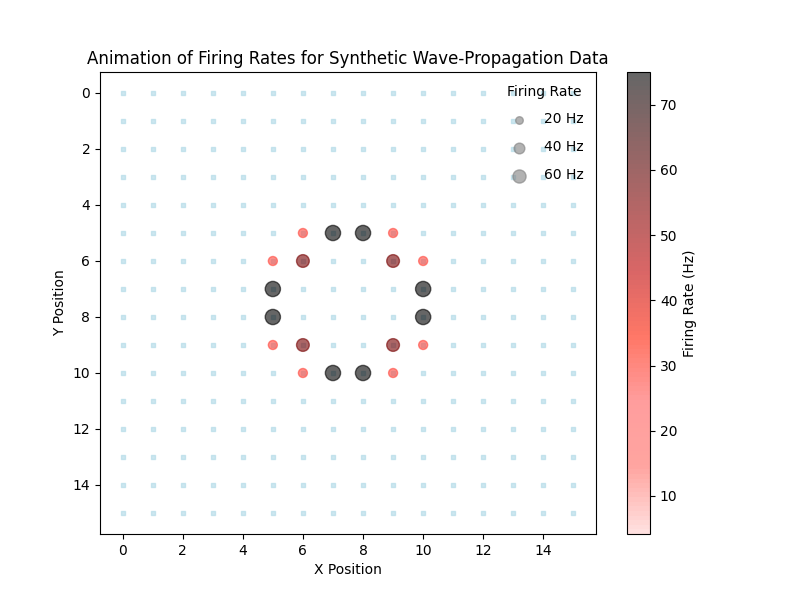 Animation of Firing Rates for Synthetic Wave-Propagation Data
Firing Rate
20 Hz
40 Hz
60 Hz
0
2
4
6
8
10
12
14
Y Position
0 2 4 6 8 10 12 14
X Position
70
60
50
40
30
20
10
Firing Rate (Hz)